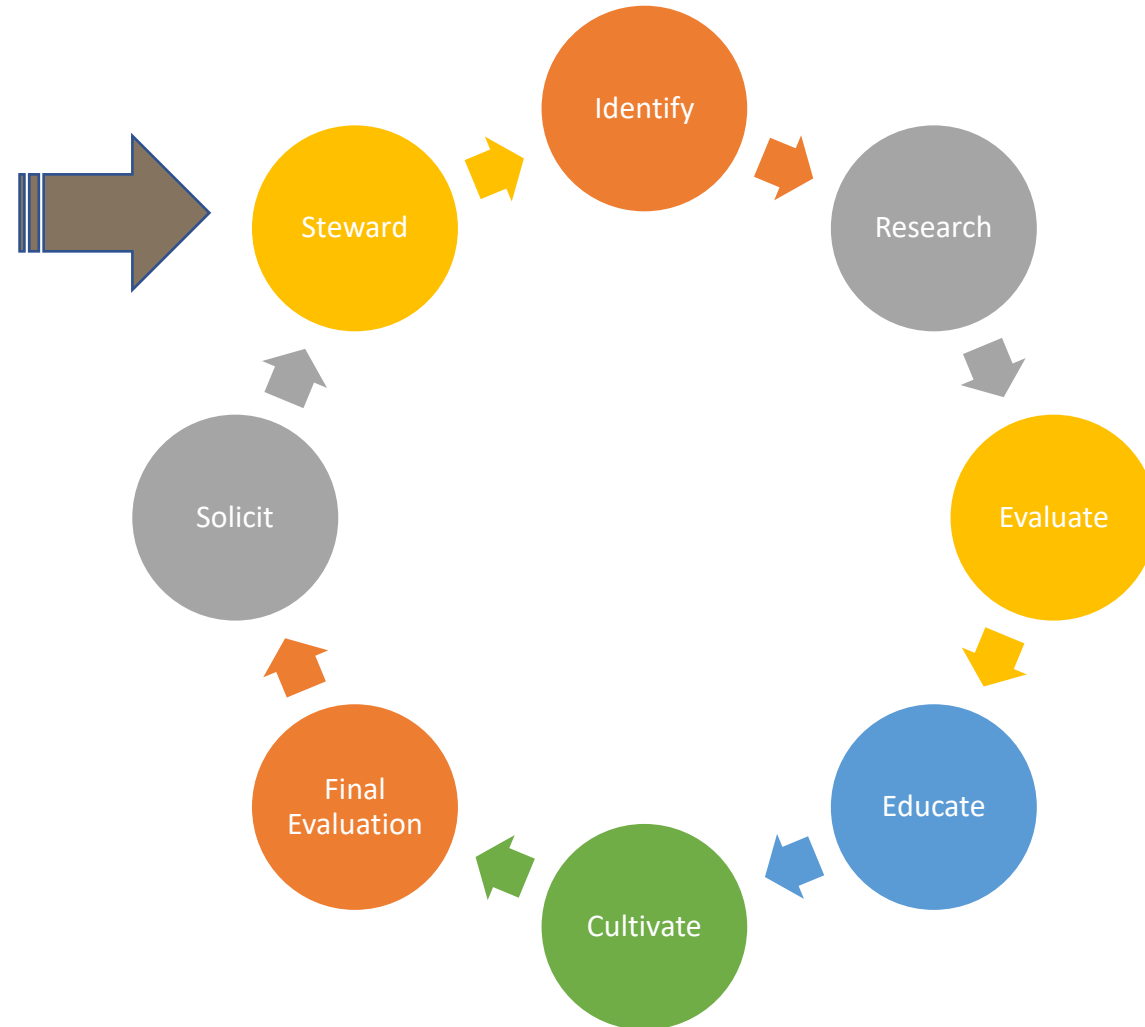 Identify
Research
Evaluate
Educate
Cultivate
Final
Evaluation
Solicit
Steward